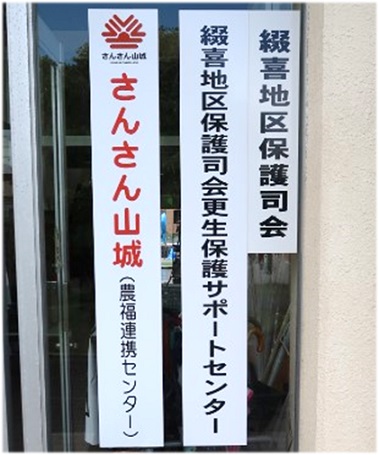 綴喜地区保護司会
綴喜地区保護司会更生保護サポートセンター
さんさん山城
さんさん山城(農福連携センター)